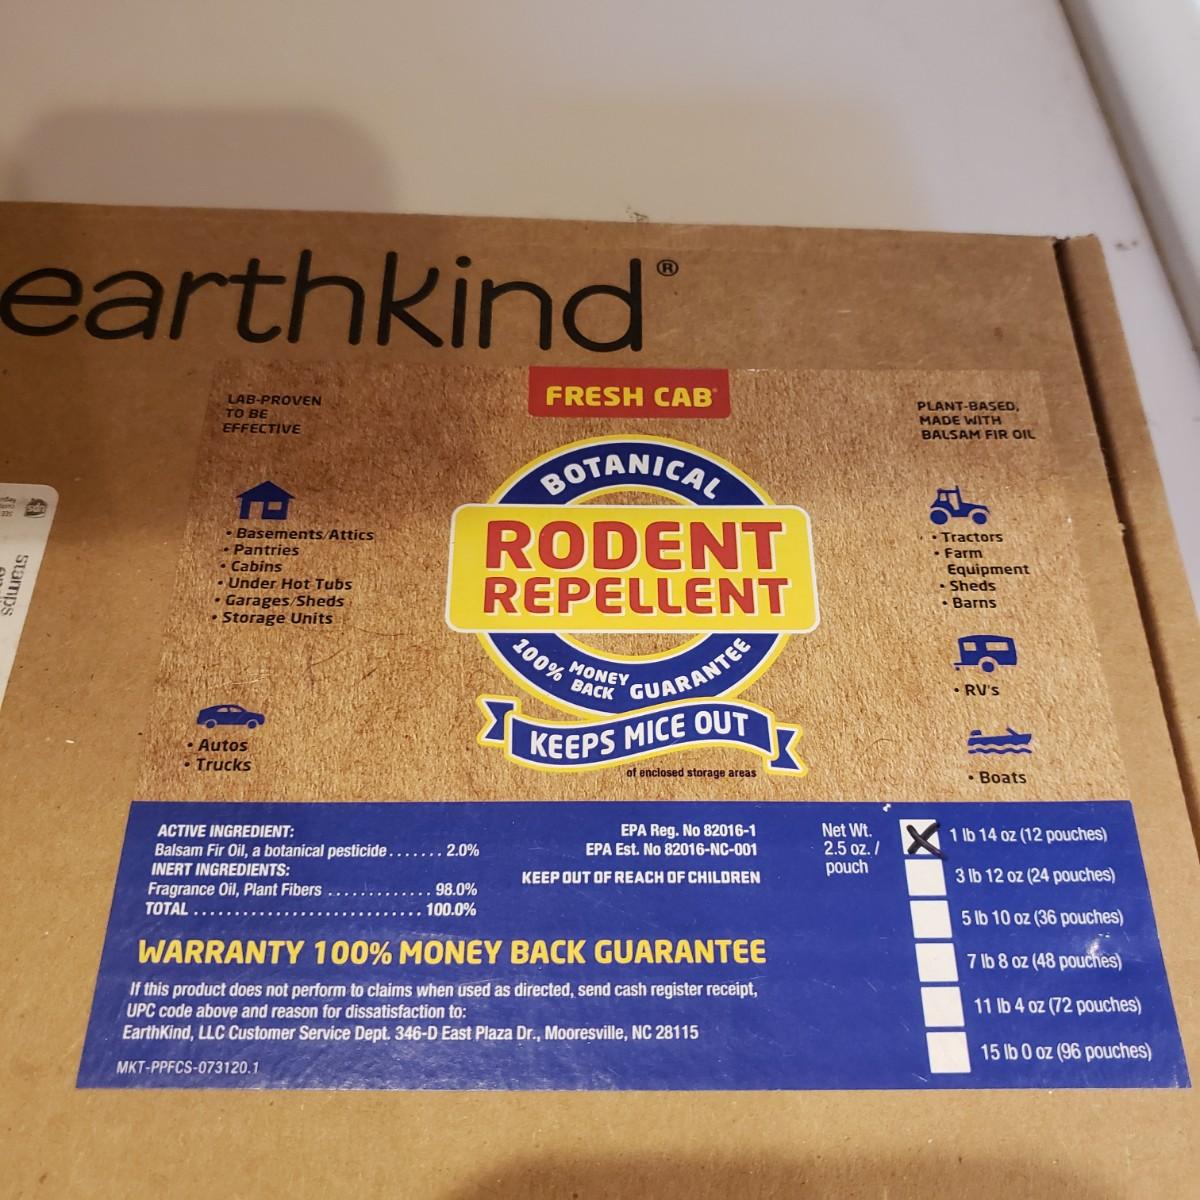 earthkind®
FRESH CAB®
LAB-PROVEN
TO BE
EFFECTIVE
PLANT-BASED,
MADE WITH
BALSAM FIR OIL
BOTANICAL
RODENT
REPELLENT
100% MONEY BACK GUARANTEE
KEEPS MICE OUT
of enclosed storage areas
• Basements/Attics
• Pantries
• Cabins
• Under Hot Tubs
• Garages/Sheds
• Storage Units
• Autos
• Trucks
• Tractors
• Farm
Equipment
• Sheds
• Barns
• RV's
• Boats
stamps
ACTIVE INGREDIENT:
Balsam Fir Oil, a botanical pesticide....... 2.0%
INERT INGREDIENTS:
Fragrance Oil, Plant Fibers ............. 98.0%
TOTAL ............................ 100.0%
EPA Reg. No 82016-1
EPA Est. No 82016-NC-001
KEEP OUT OF REACH OF CHILDREN
Net Wt.
2.5 oz. /
pouch
X 1 lb 14 oz (12 pouches)
3 lb 12 oz (24 pouches)
5 lb 10 oz (36 pouches)
7 lb 8 oz (48 pouches)
11 lb 4 oz (72 pouches)
15 lb 0 oz (96 pouches)
WARRANTY 100% MONEY BACK GUARANTEE
If this product does not perform to claims when used as directed, send cash register receipt,
UPC code above and reason for dissatisfaction to:
EarthKind, LLC Customer Service Dept. 346-D East Plaza Dr., Mooresville, NC 28115
MKT-PPFCS-073120.1